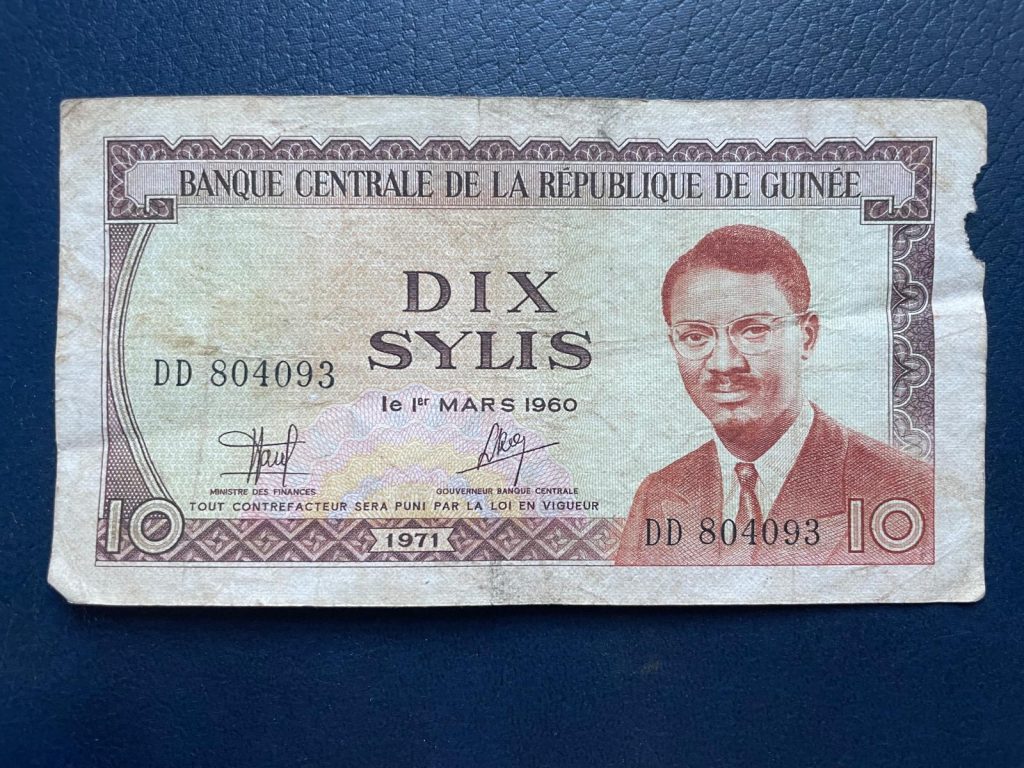 BANQUE CENTRALE DE LA RÉPUBLIQUE DE GUINÉE
DIX
SYLIS
DD 804093
le 1er MARS 1960
MINISTRE DES FINANCES
GOUVERNEUR BANQUE CENTRALE
TOUT CONTREFACTEUR SERA PUNI PAR LA LOI EN VIGUEUR
10
1971
DD 804093
10